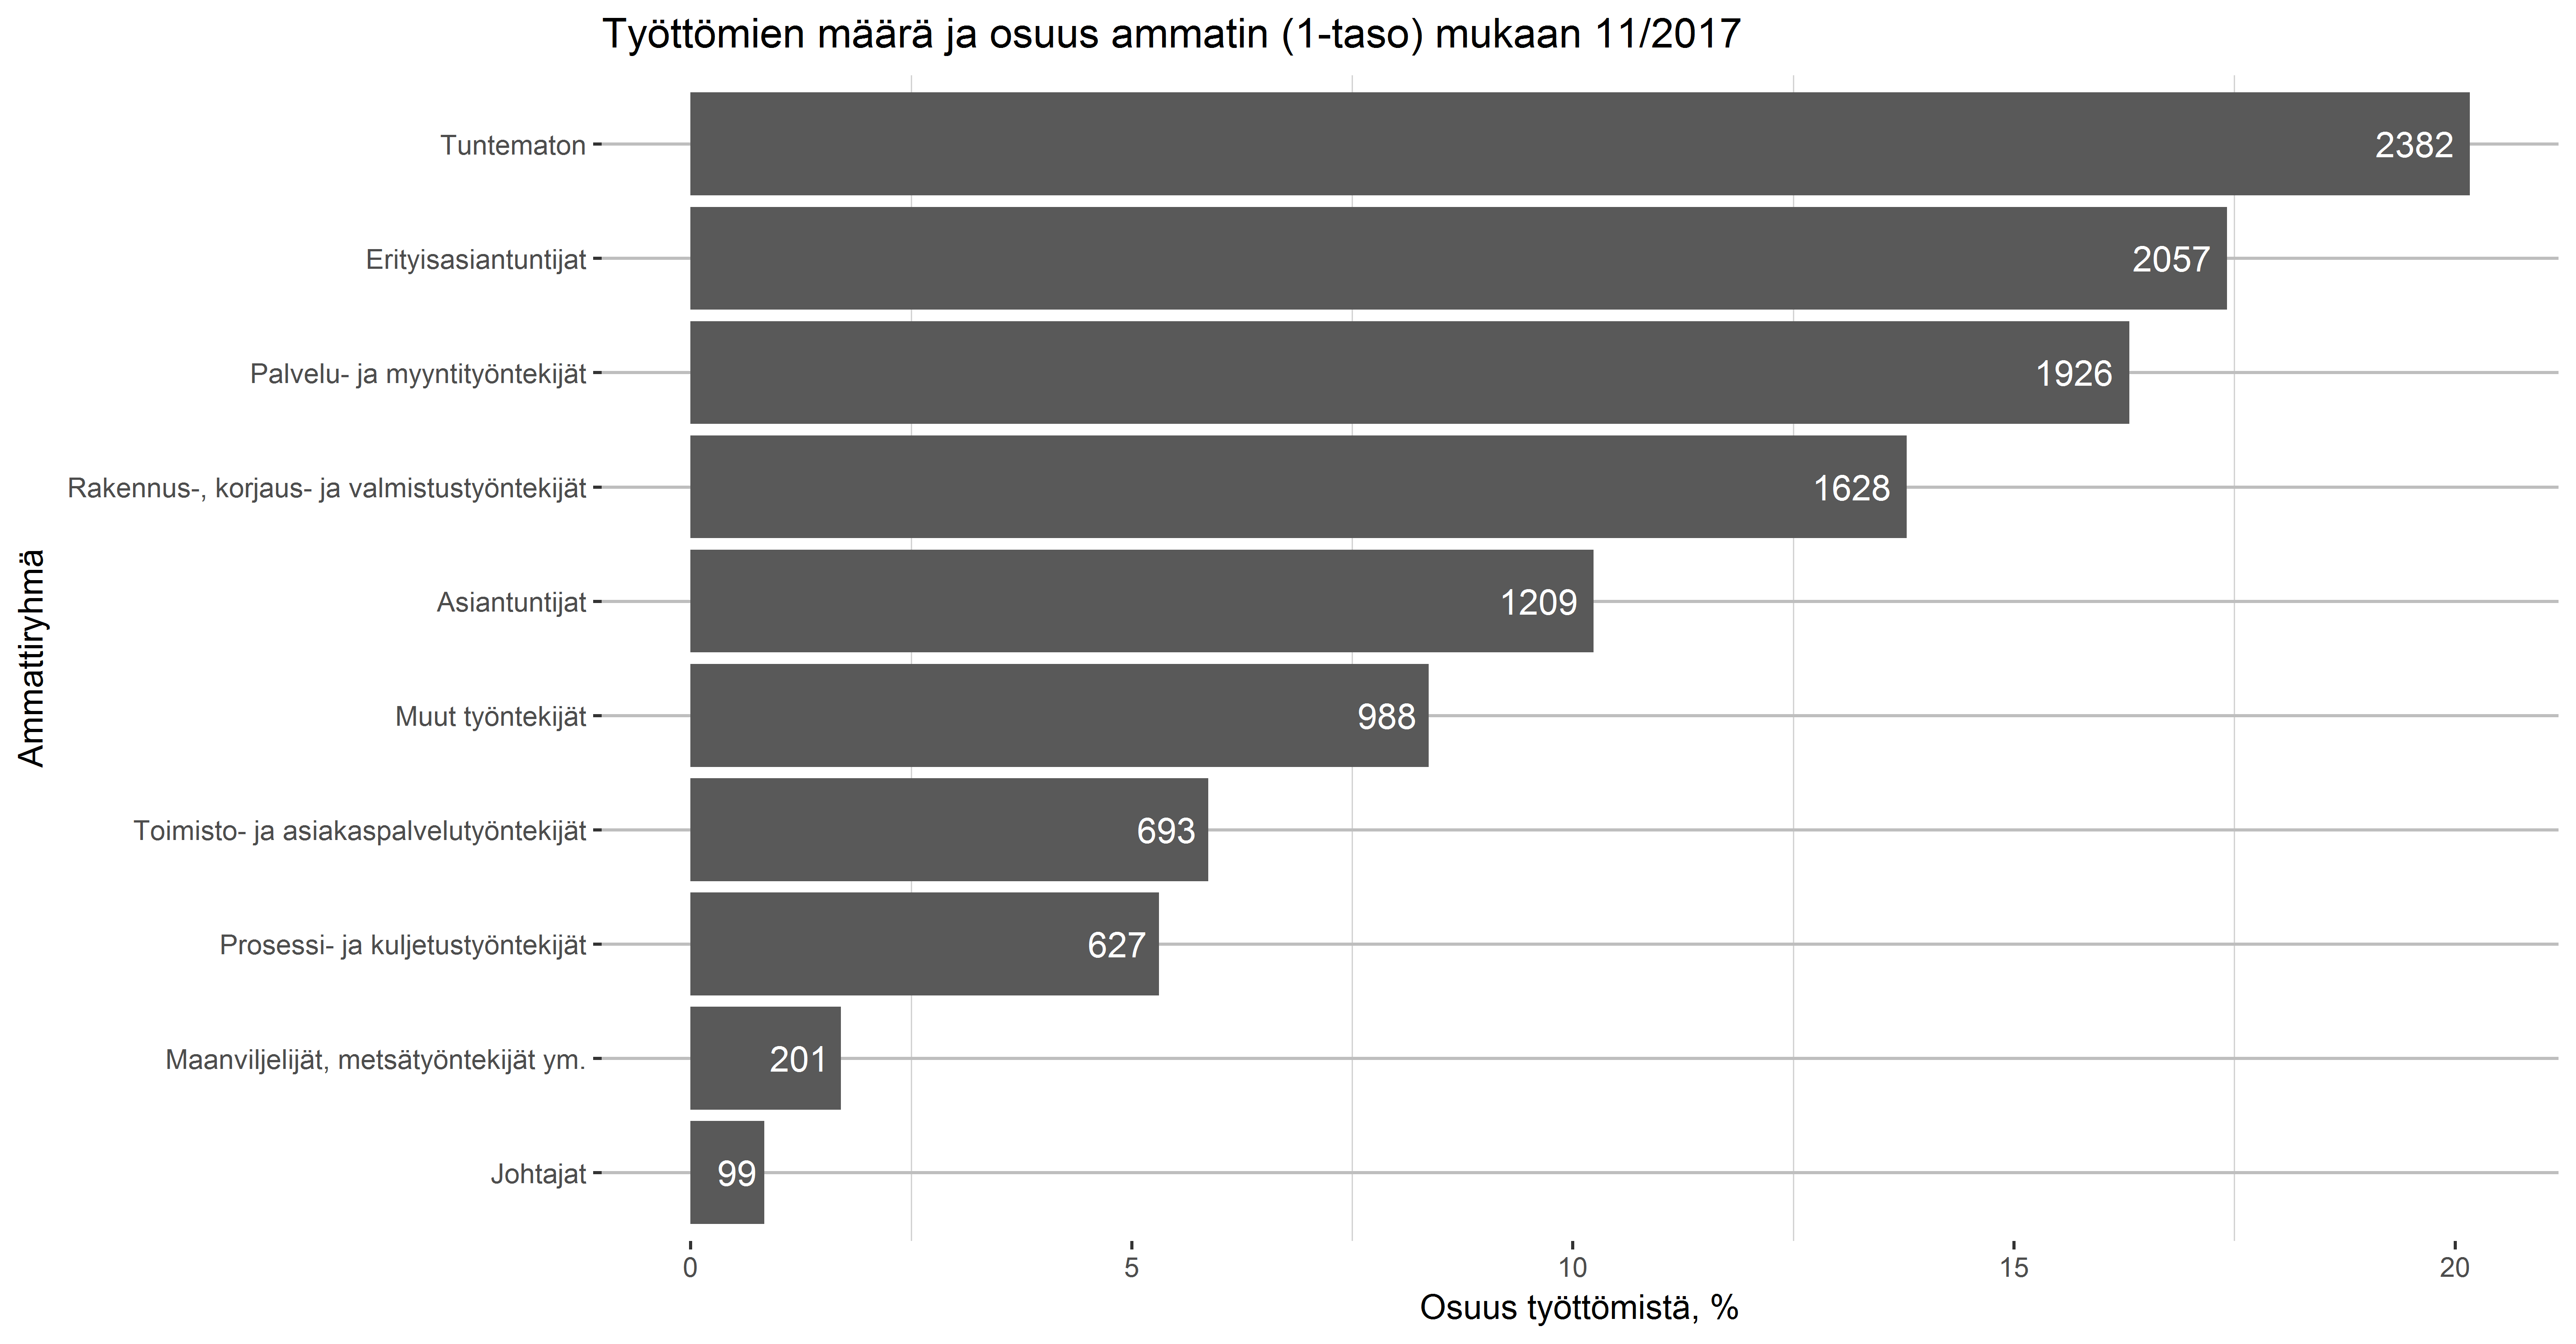 Työttömien määrä ja osuus ammatin (1-taso) mukaan 11/2017
Ammattiryhmä
Tuntematon 2382
Erityisasiantuntijat 2057
Palvelu- ja myyntityöntekijät 1926
Rakennus-, korjaus- ja valmistustyöntekijät 1628
Asiantuntijat 1209
Muut työntekijät 988
Toimisto- ja asiakaspalvelutyöntekijät 693
Prosessi- ja kuljetustyöntekijät 627
Maanviljelijät, metsätyöntekijät ym. 201
Johtajat 99
0 5 10 15 20
Osuus työttömistä, %